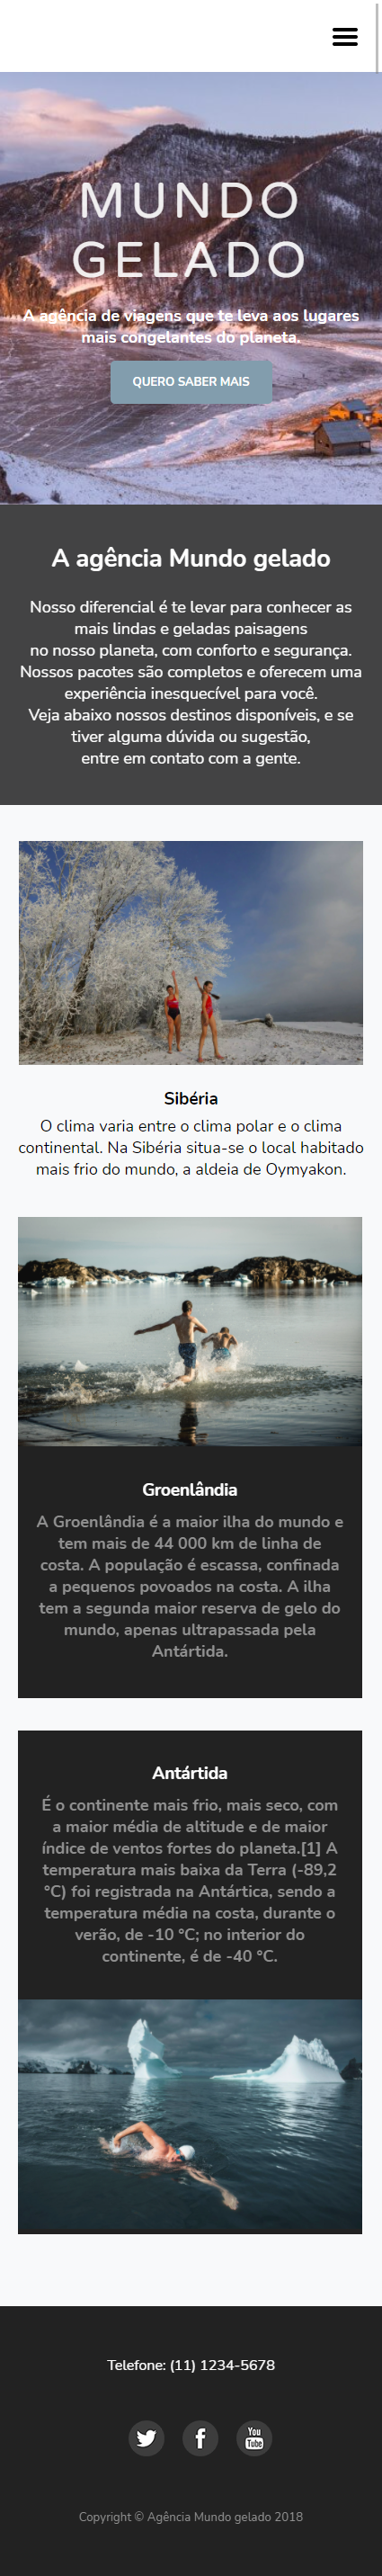 MUNDO
GELADO
A agência de viagens que te leva aos lugares
mais congelantes do planeta.
QUERO SABER MAIS
A agência Mundo gelado
Nosso diferencial é te levar para conhecer as
mais lindas e geladas paisagens
no nosso planeta, com conforto e segurança.
Nossos pacotes são completos e oferecem uma
experiência inesquecível para você.
Veja abaixo nossos destinos disponíveis, e se
tiver alguma dúvida ou sugestão,
entre em contato com a gente.
Sibéria
O clima varia entre o clima polar e o clima
continental. Na Sibéria situa-se o local habitado
mais frio do mundo, a aldeia de Oymyakon.
Groenlândia
A Groenlândia é a maior ilha do mundo e
tem mais de 44 000 km de linha de
costa. A população é escassa, confinada
a pequenos povoados na costa. A ilha
tem a segunda maior reserva de gelo do
mundo, apenas ultrapassada pela
Antártida.
Antártida
É o continente mais frio, mais seco, com
a maior média de altitude e de maior
índice de ventos fortes do planeta.[1] A
temperatura mais baixa da Terra (-89,2
°C) foi registrada na Antártica, sendo a
temperatura média na costa, durante o
verão, de -10 °C; no interior do
continente, é de -40 °C.
Telefone: (11) 1234-5678
You
Tube
Copyright © Agência Mundo gelado 2018